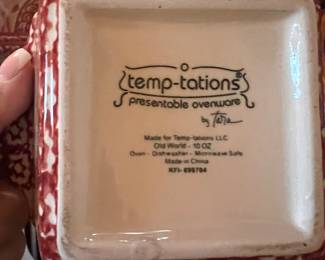 temp-tations®
presentable ovenware
by Tara
Made for Temp-tations LLC
Old World - 10 OZ
Oven - Dishwasher - Microwave Safe
Made in China